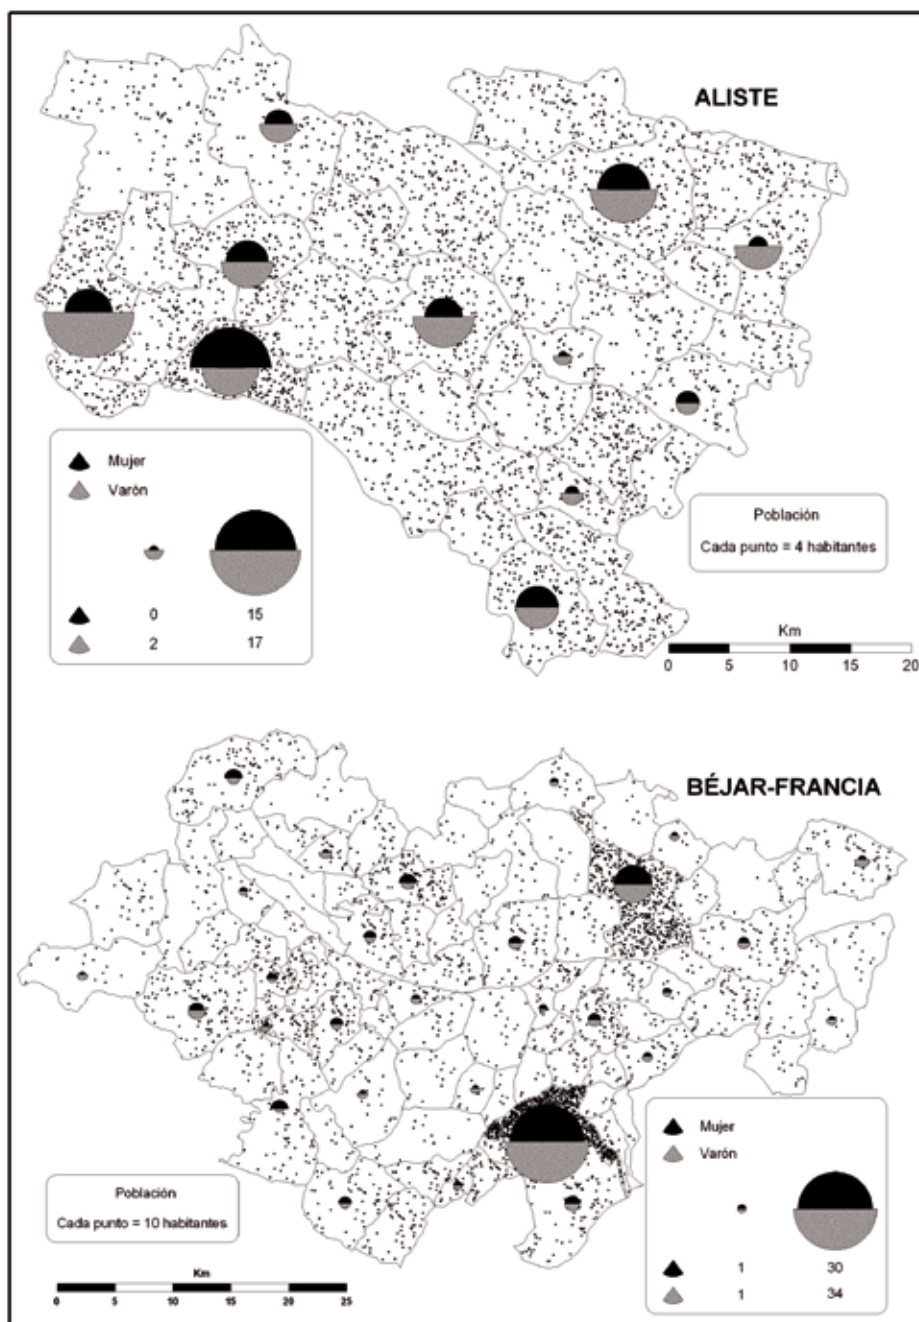 ALISTE
Mujer
Varón
0 15
2 17
Población
Cada punto = 4 habitantes
Km
0 5 10 15 20
BÉJAR-FRANCIA
Mujer
Varón
1 30
1 34
Población
Cada punto = 10 habitantes
Km
0 5 10 15 20 25